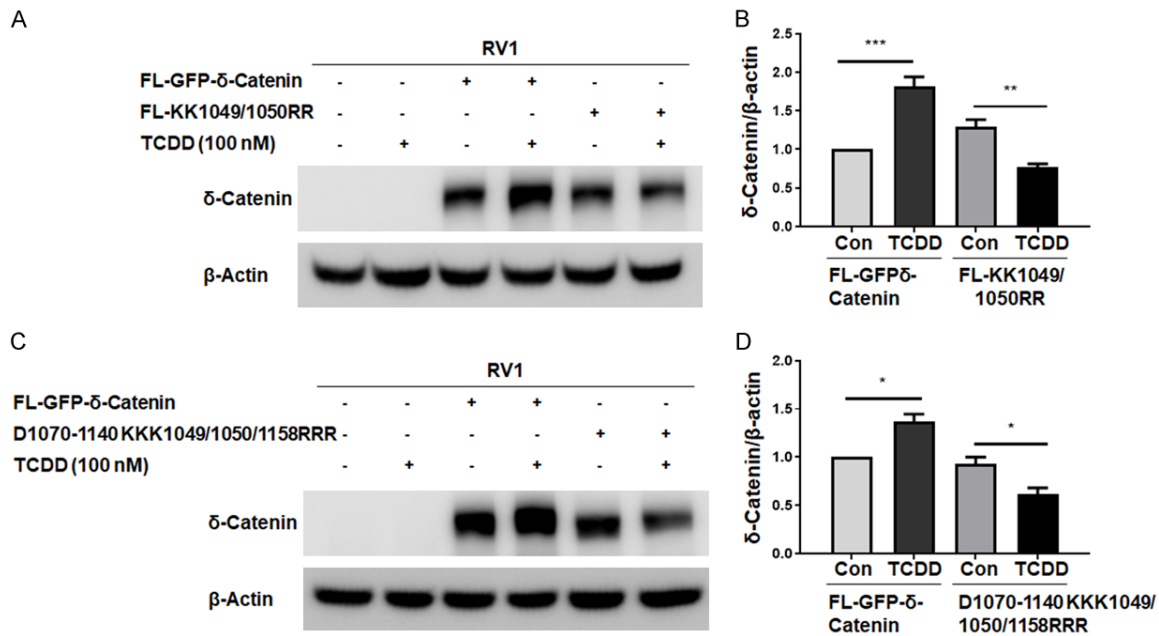 A
RV1
FL-GFP-δ-Catenin - - + + - -
FL-KK1049/1050RR - - - - + +
TCDD (100 nM) - + - + - +
δ-Catenin
β-Actin
B
δ-Catenin/β-actin
2.5
2.0
1.5
1.0
0.5
0.0
***
**
Con TCDD Con TCDD
FL-GFPδ- FL-KK1049/
Catenin 1050RR
C
RV1
FL-GFP-δ-Catenin - - + + - -
D1070-1140 KKK1049/1050/1158RRR - - - - + +
TCDD (100 nM) - + - + - +
δ-Catenin
β-Actin
D
δ-Catenin/β-actin
2.0
1.5
1.0
0.5
0.0
*
*
Con TCDD Con TCDD
FL-GFP-δ- D1070-1140 KKK1049/
Catenin 1050/1158RRR